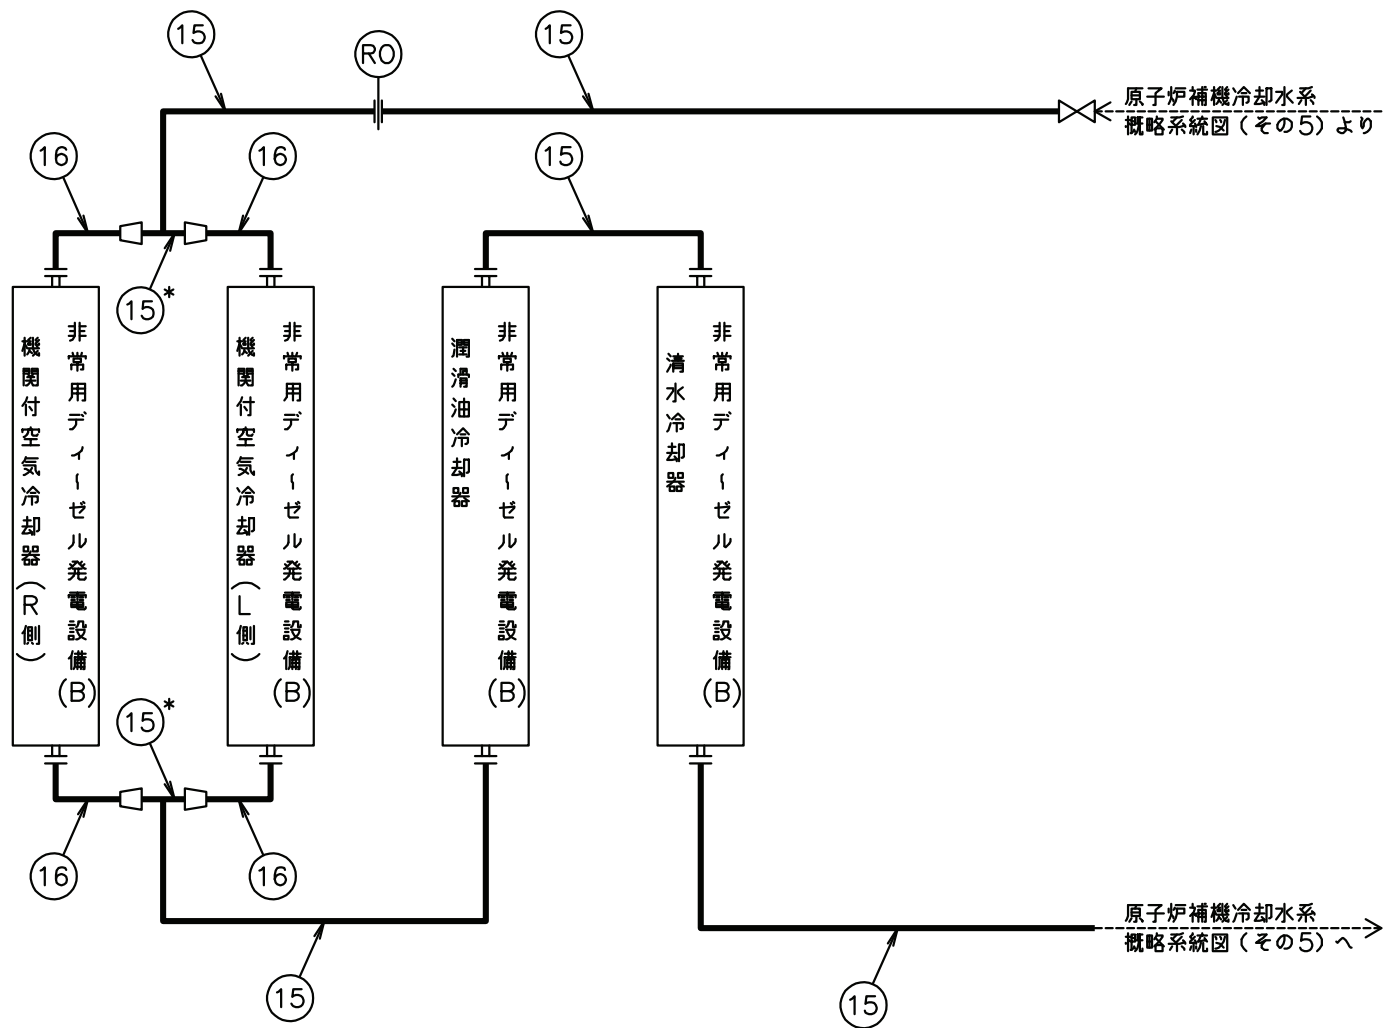 15
RO
15
原子炉補機冷却水系
概略系統図(その5)より
16
16
15
15*
非常用ディーゼル発電設備(B)
機関付空気冷却器(R側)
非常用ディーゼル発電設備(B)
機関付空気冷却器(L側)
非常用ディーゼル発電設備(B)
潤滑油冷却器
非常用ディーゼル発電設備(B)
清水冷却器
15*
16
16
原子炉補機冷却水系
概略系統図(その5)へ
15
15